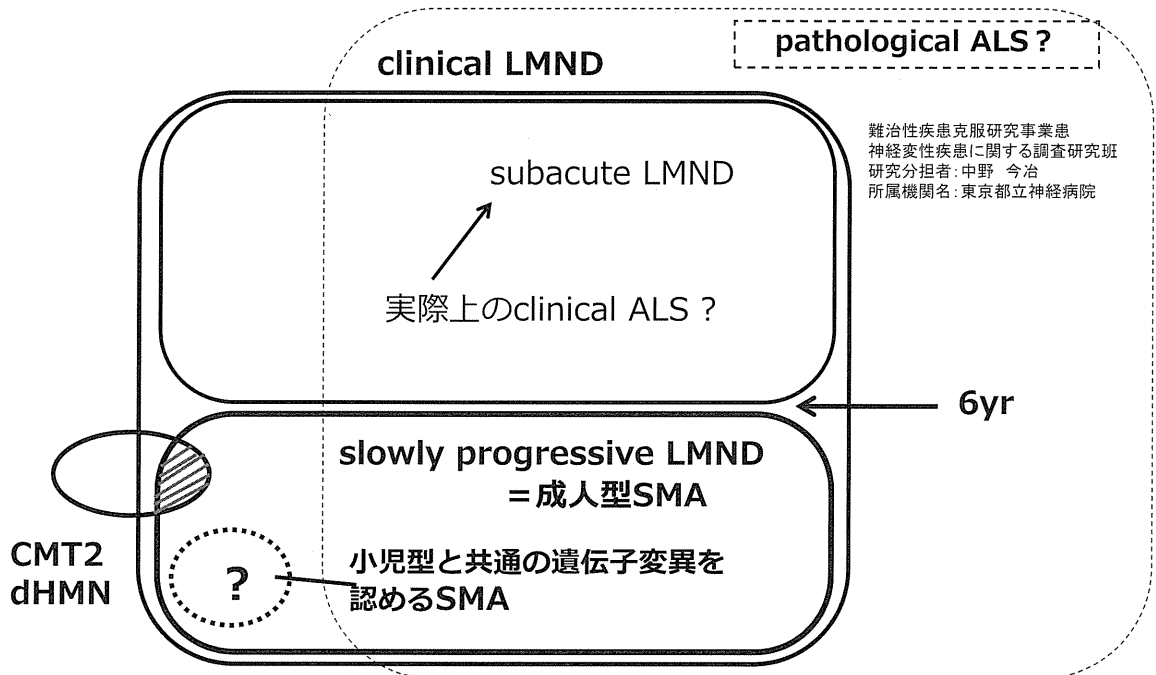 pathological ALS？
clinical LMND
難治性疾患克服研究事業患
神経変性疾患に関する調査研究班
研究分担者：中野　今治
所属機関名：東京都立神経病院
subacute LMND
実際上のclinical ALS？
6yr
slowly progressive LMND
＝成人型SMA
CMT2
dHMN
?
小児型と共通の遺伝子変異を
認めるSMA